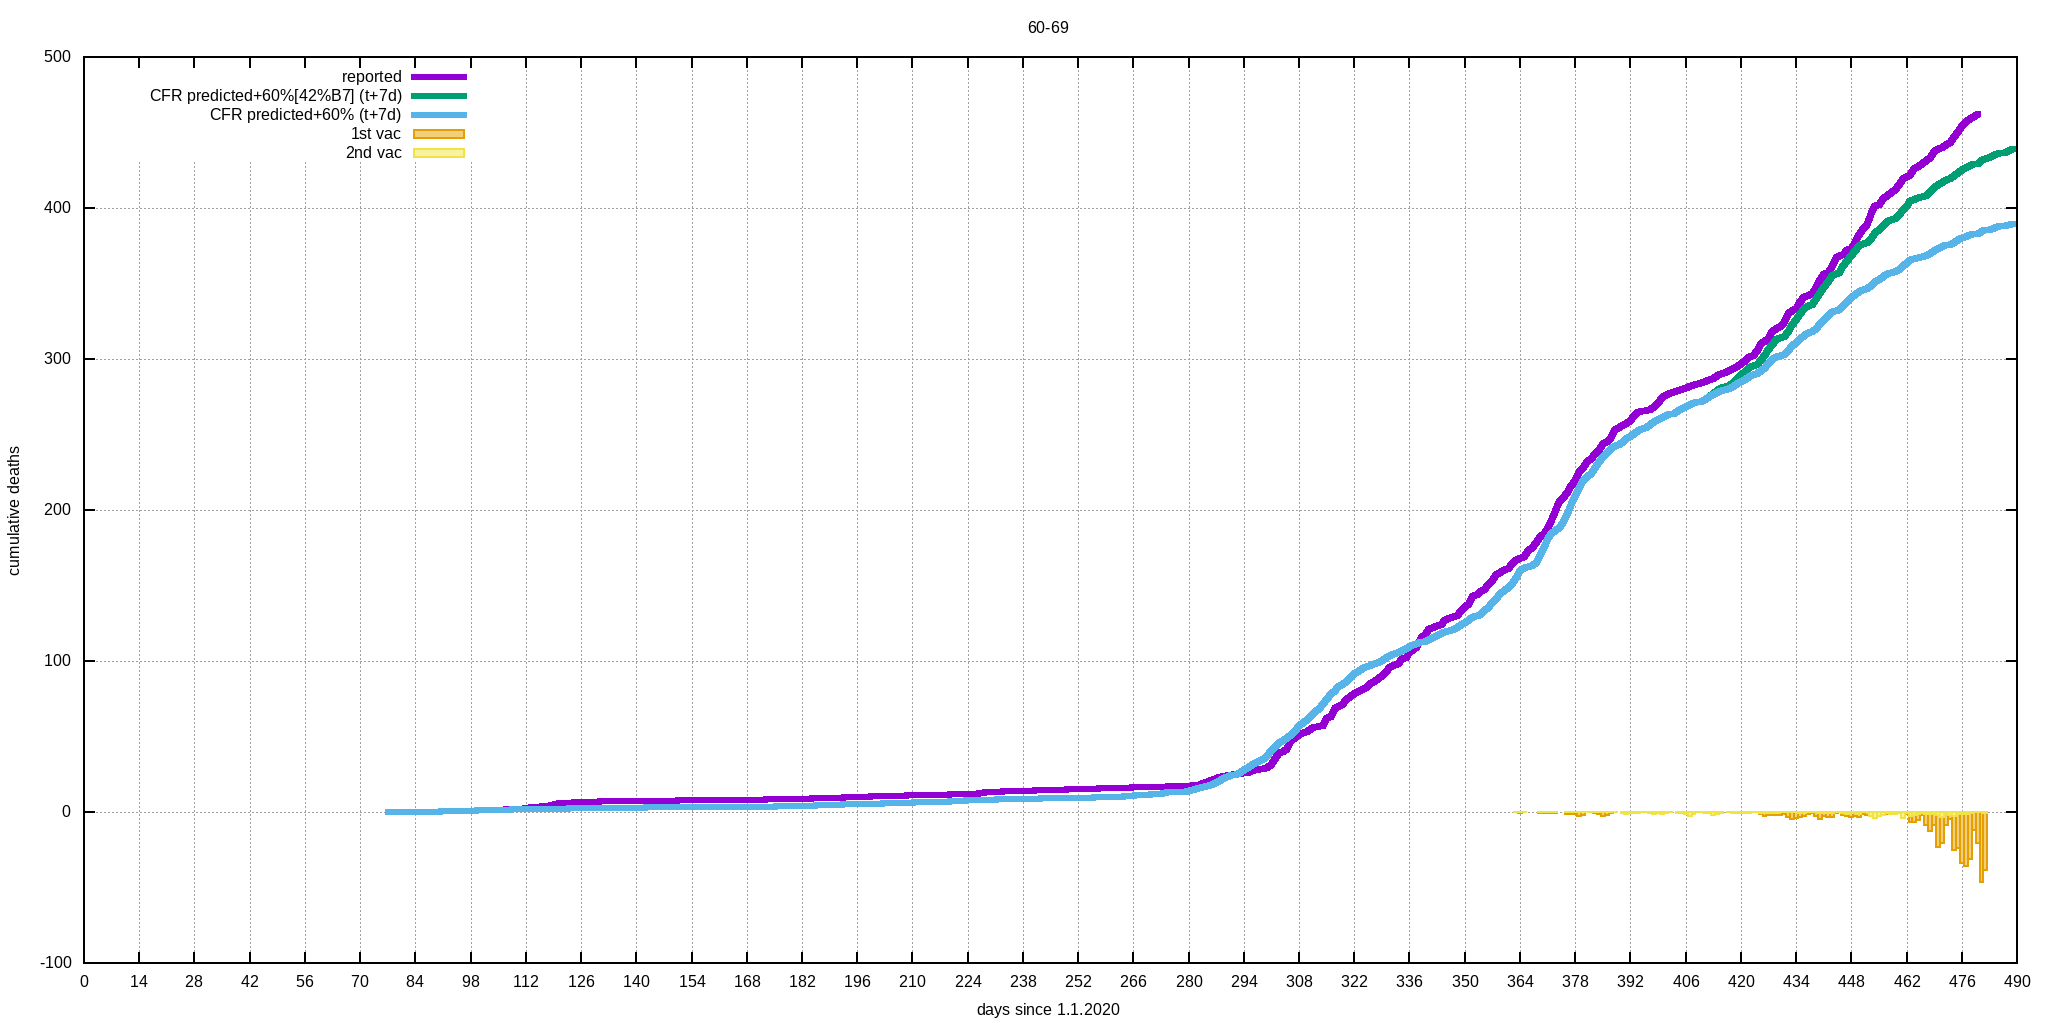 60-69
500
reported
CFR predicted+60%[42%B7] (t+7d)
CFR predicted+60% (t+7d)
1st vac
2nd vac
400
300
200
100
0
-100
cumulative deaths
0 14 28 42 56 70 84 98 112 126 140 154 168 182 196 210 224 238 252 266 280 294 308 322 336 350 364 378 392 406 420 434 448 462 476 490
days since 1.1.2020